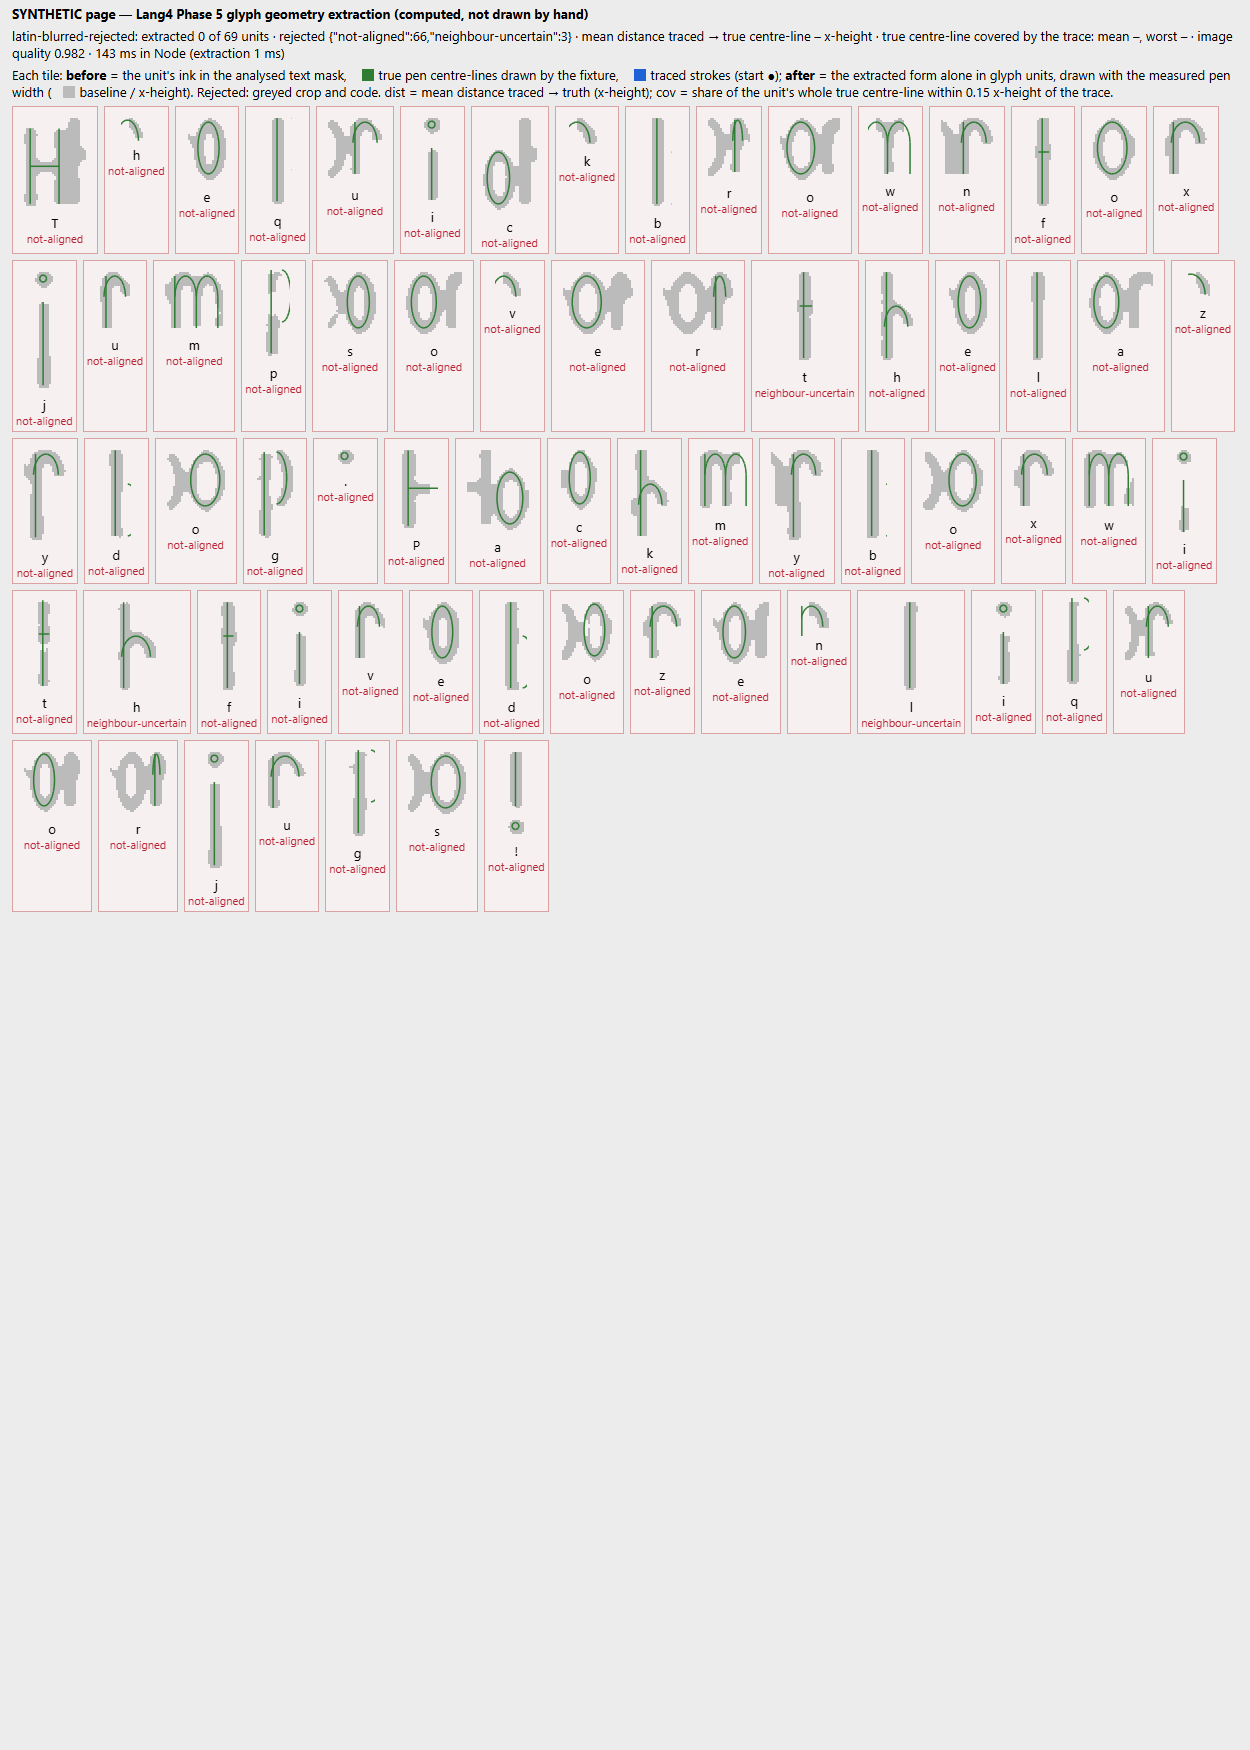 SYNTHETIC page — Lang4 Phase 5 glyph geometry extraction (computed, not drawn by hand)
latin-blurred-rejected: extracted 0 of 69 units · rejected {"not-aligned":66,"neighbour-uncertain":3} · mean distance traced → true centre-line – x-height · true centre-line covered by the trace: mean –, worst – · image
quality 0.982 · 143 ms in Node (extraction 1 ms)
Each tile: before = the unit's ink in the analysed text mask, true pen centre-lines drawn by the fixture, traced strokes (start ●); after = the extracted form alone in glyph units, drawn with the measured pen
width ( baseline / x-height). Rejected: greyed crop and code. dist = mean distance traced → truth (x-height); cov = share of the unit's whole true centre-line within 0.15 x-height of the trace.
T h e q u i c k b r o w n f o x
not-aligned not-aligned not-aligned not-aligned not-aligned not-aligned not-aligned not-aligned not-aligned not-aligned not-aligned not-aligned not-aligned not-aligned not-aligned not-aligned
j u m p s o v e r t h e l a z
not-aligned not-aligned not-aligned not-aligned not-aligned not-aligned not-aligned not-aligned not-aligned neighbour-uncertain not-aligned not-aligned not-aligned not-aligned not-aligned
y d o g . P a c k m y b o x w i
not-aligned not-aligned not-aligned not-aligned not-aligned not-aligned not-aligned not-aligned not-aligned not-aligned not-aligned not-aligned not-aligned not-aligned not-aligned not-aligned
t h f i v e d o z e n l i q u
not-aligned neighbour-uncertain not-aligned not-aligned not-aligned not-aligned not-aligned not-aligned not-aligned not-aligned not-aligned neighbour-uncertain not-aligned not-aligned not-aligned
o r j u g s !
not-aligned not-aligned not-aligned not-aligned not-aligned not-aligned not-aligned